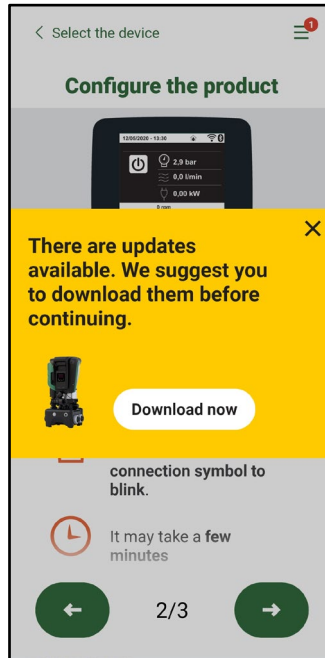 Select the device
1
Configure the product
12/05/2020 - 13:30
2,9 bar
0,0 l/min
0,00 kW
There are updates
available. We suggest you
to download them before
continuing.
Download now
connection symbol to
blink.
It may take a few
minutes
2/3